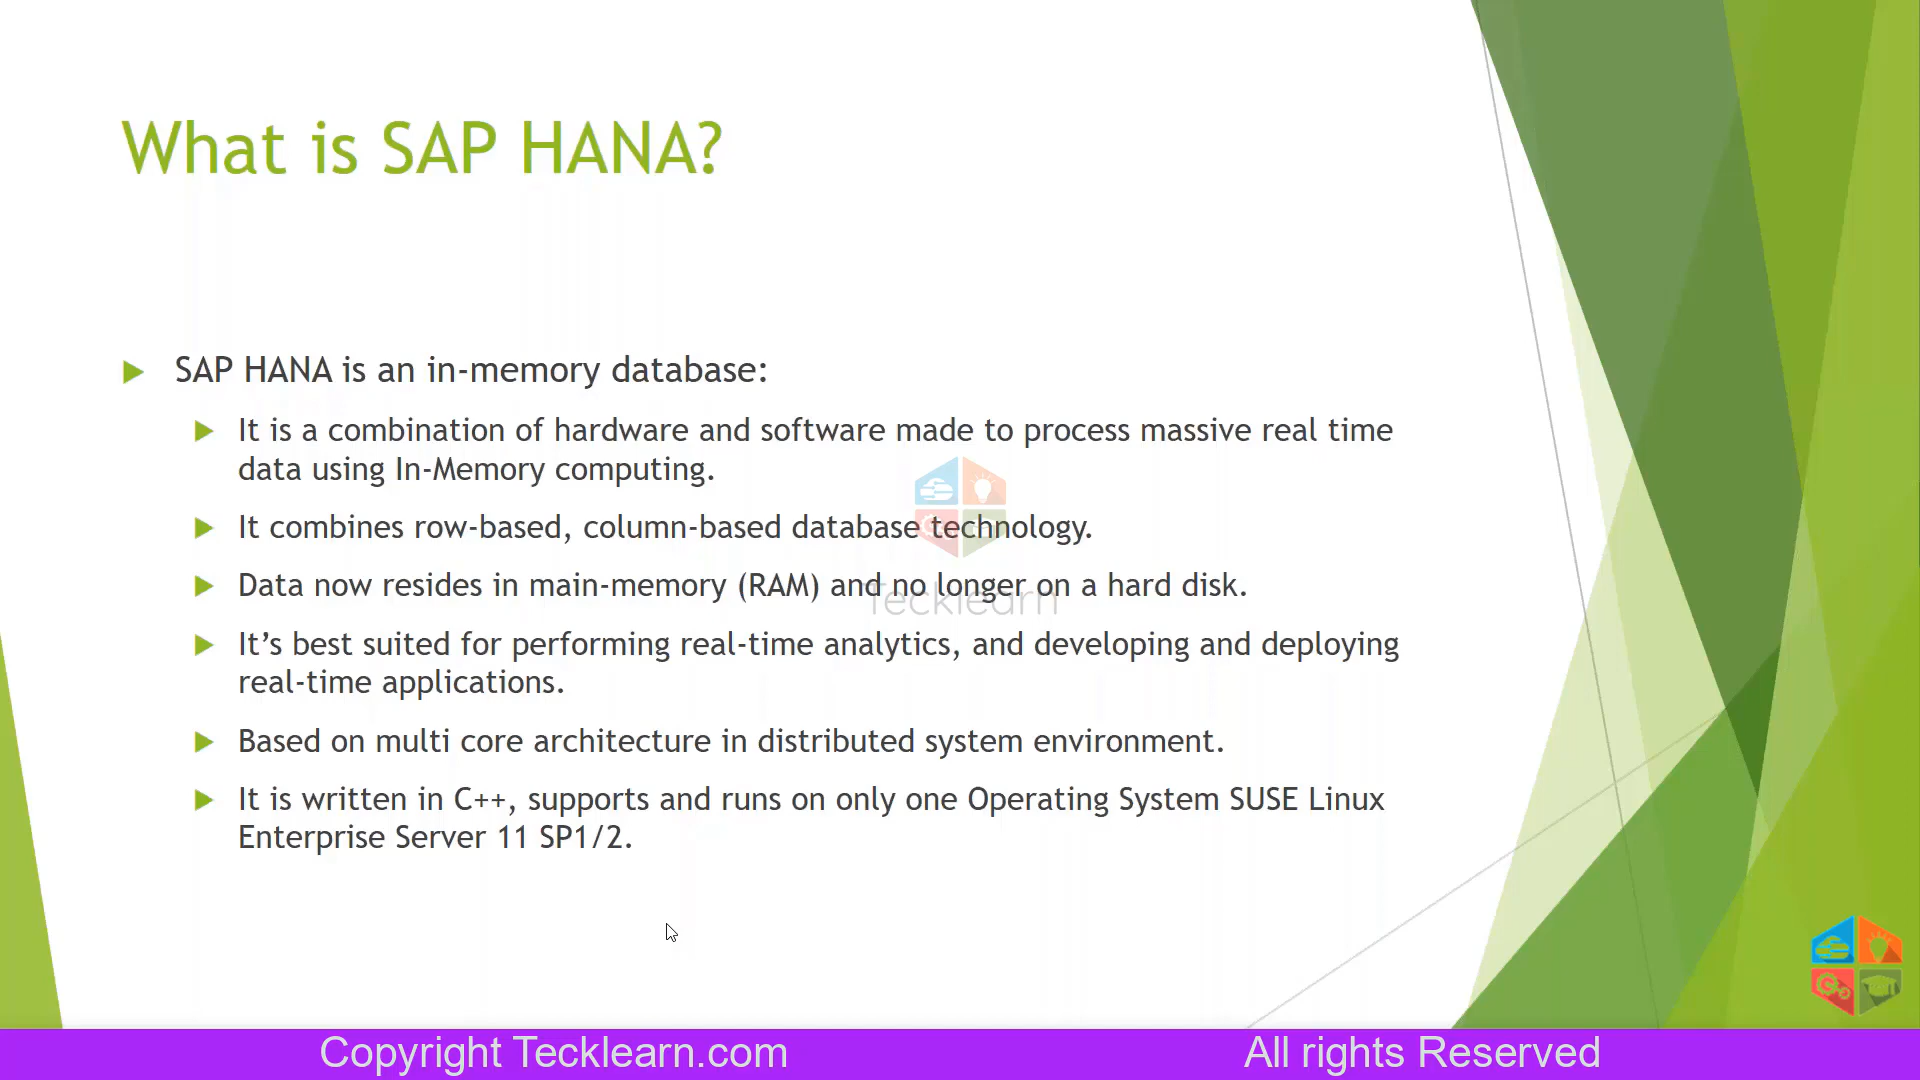 What is SAP HANA?
SAP HANA is an in-memory database:
It is a combination of hardware and software made to process massive real time
data using In-Memory computing.
It combines row-based, column-based database technology.
Data now resides in main-memory (RAM) and no longer on a hard disk.
Tecklearn
It’s best suited for performing real-time analytics, and developing and deploying
real-time applications.
Based on multi core architecture in distributed system environment.
It is written in C++, supports and runs on only one Operating System SUSE Linux
Enterprise Server 11 SP1/2.
Copyright Tecklearn.com
All rights Reserved